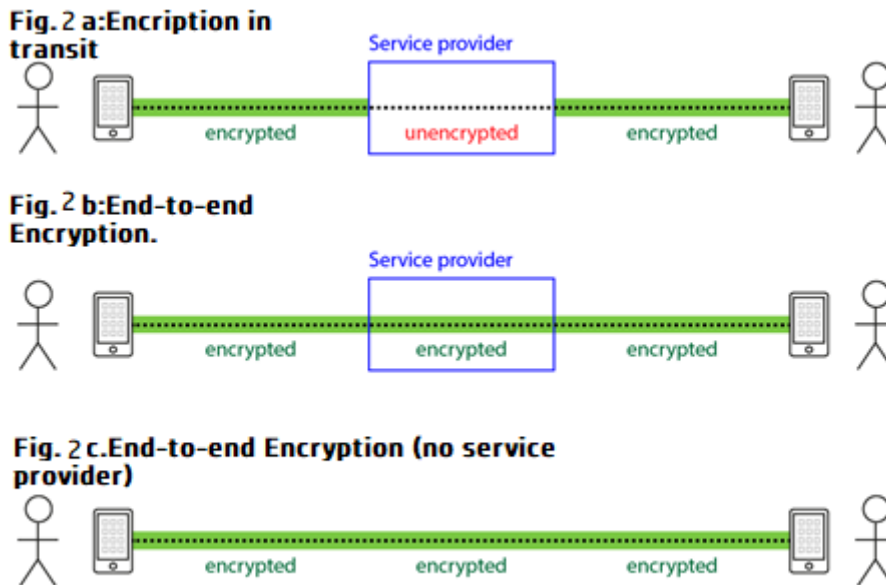 Fig. 2 a:Encription in
transit
Service provider
encrypted unencrypted encrypted
Fig. 2 b:End-to-end
Encryption.
Service provider
encrypted encrypted encrypted
Fig. 2 c.End-to-end Encryption (no service
provider)
encrypted encrypted encrypted